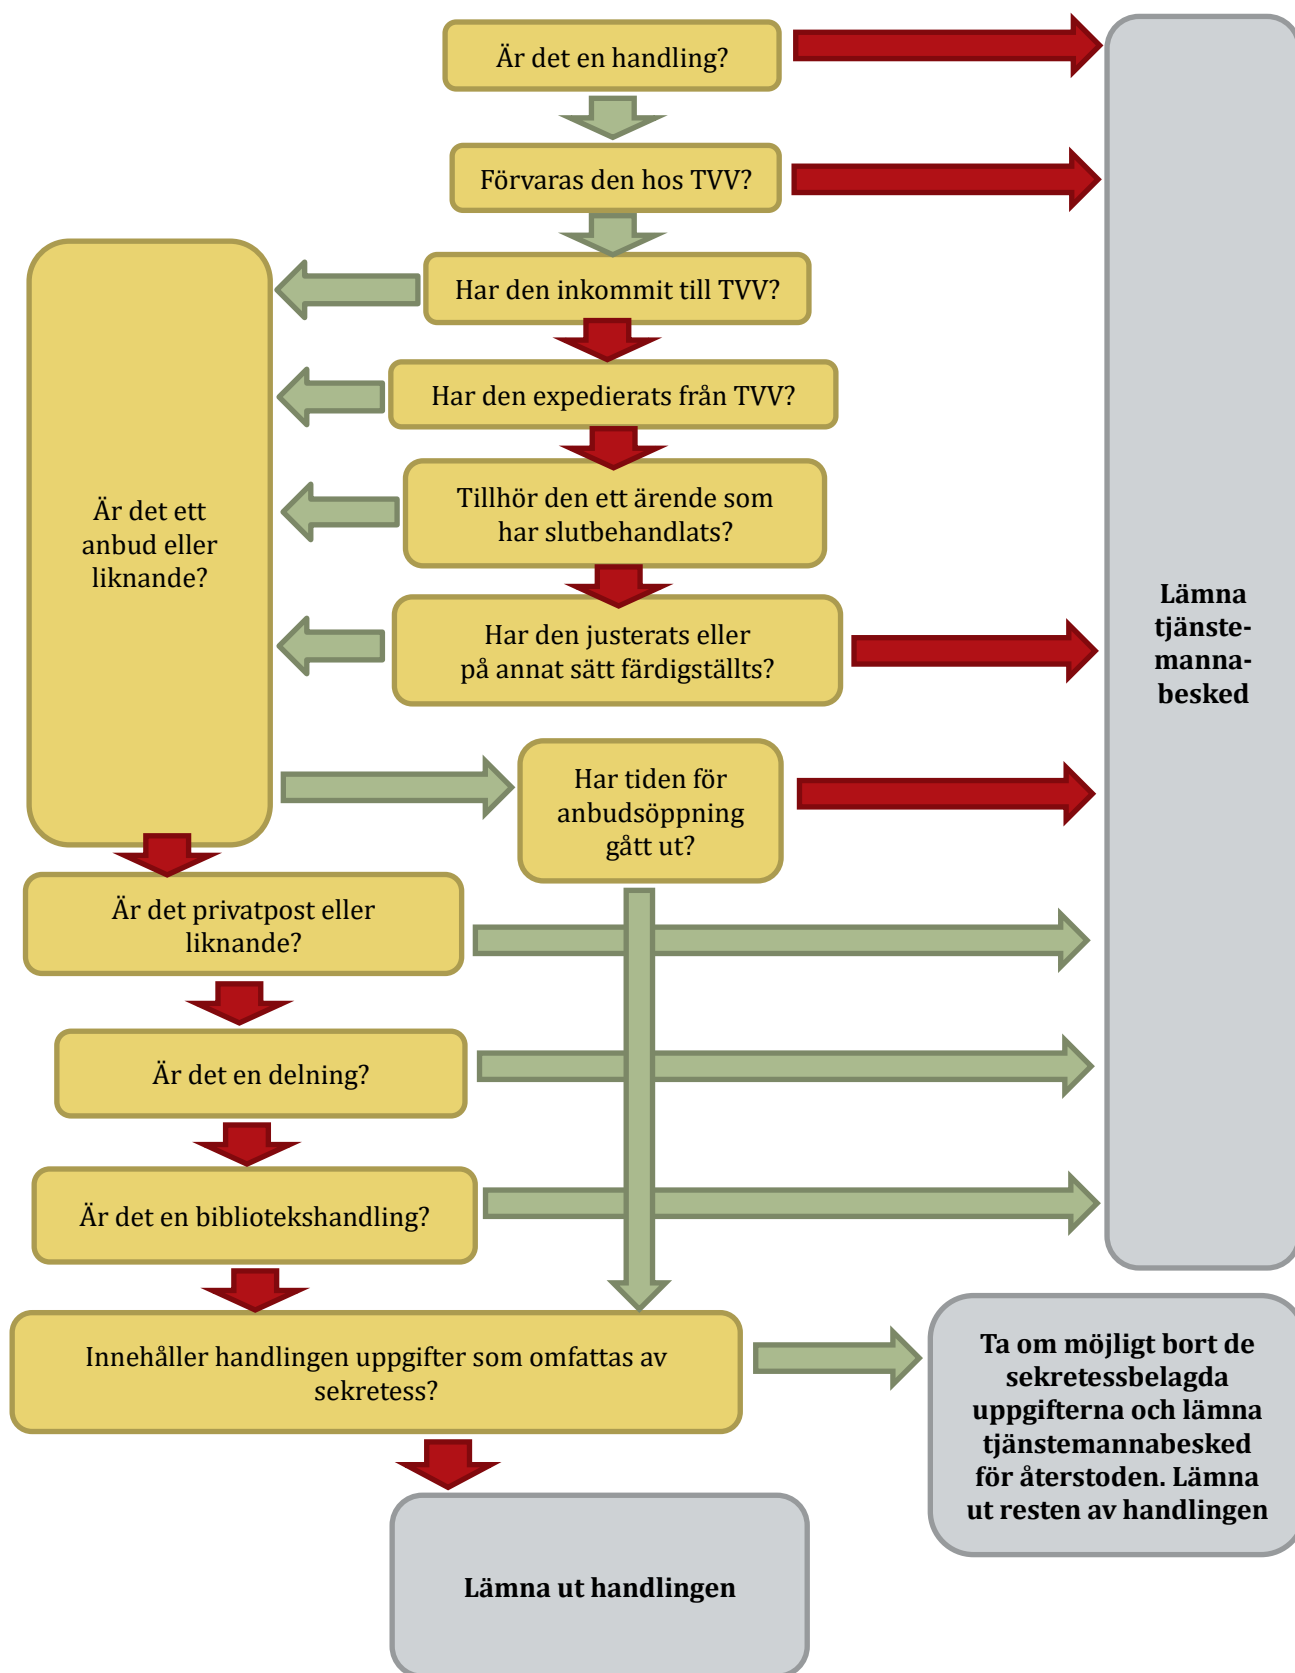 Är det en handling?
Förvaras den hos TVV?
Har den inkommit till TVV?
Har den expedierats från TVV?
Tillhör den ett ärende som
har slutbehandlats?
Har den justerats eller
på annat sätt färdigställts?
Är det ett
anbud eller
liknande?
Lämna
tjänste-
manna-
besked
Har tiden för
anbudsöppning
gått ut?
Är det privatpost eller
liknande?
Är det en delning?
Är det en bibliotekshandling?
Innehåller handlingen uppgifter som omfattas av
sekretess?
Ta om möjligt bort de
sekretessbelagda
uppgifterna och lämna
tjänstemannabesked
för återstoden. Lämna
ut resten av handlingen
Lämna ut handlingen